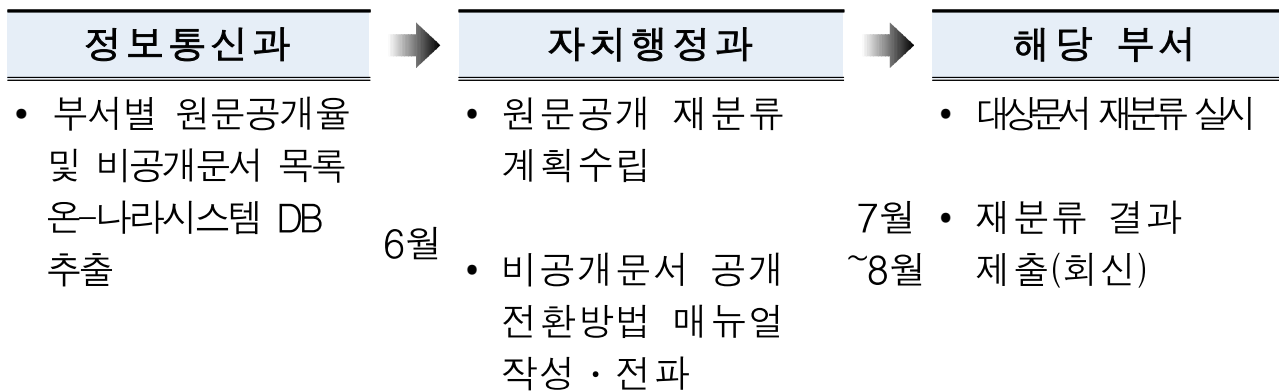 정보통신과
• 부서별 원문공개율
및 비공개문서 목록
온-나라시스템 DB
추출
6월
자치행정과
• 원문공개 재분류
계획수립
• 비공개문서 공개
전환방법 매뉴얼
작성·전파
7월
~8월
해당 부서
• 대상문서 재분류 실시
• 재분류 결과
제출(회신)